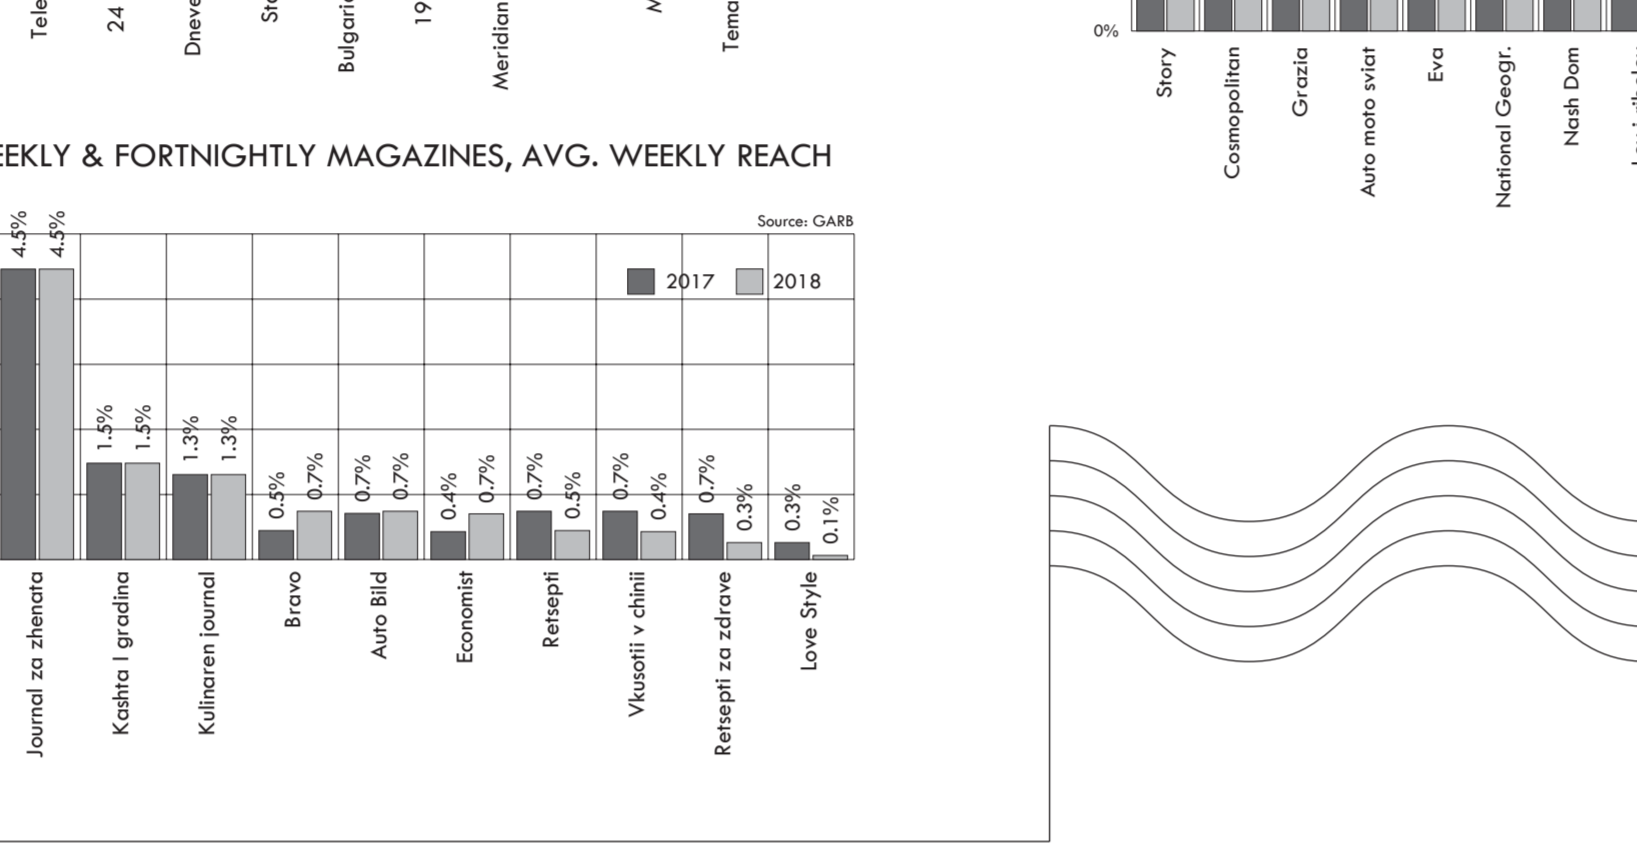 Tele
24
Dneve
Sta
Bulgaria
19
Meridian
M
Tema
0%
Story
Cosmopolitan
Grazia
Auto moto sviat
Eva
National Geogr.
Nash Dom
EEKLY & FORTNIGHTLY MAGAZINES, AVG. WEEKLY REACH
Source: GARB
2017
2018
4.5%
4.5%
1.5%
1.5%
1.3%
1.3%
0.5%
0.7%
0.7%
0.7%
0.4%
0.7%
0.7%
0.5%
0.7%
0.4%
0.7%
0.3%
0.3%
0.1%
Journal za zhenata
Kashta I gradina
Kulinaren journal
Bravo
Auto Bild
Economist
Retsepti
Vkusotii v chinii
Retsepti za zdrave
Love Style